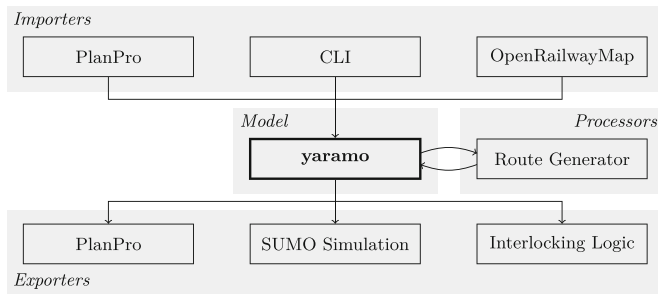 Importers
PlanPro
CLI
OpenRailwayMap
Model
Processors
yaramo
Route Generator
PlanPro
SUMO Simulation
Interlocking Logic
Exporters